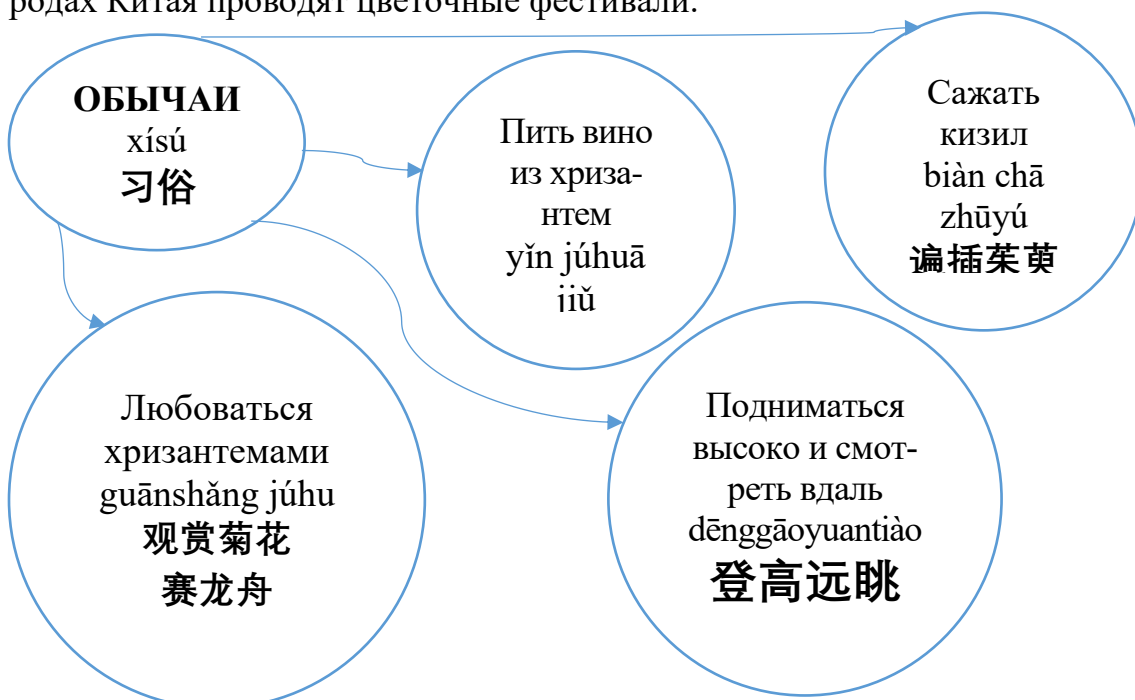 родах Китая проводят цветочные фестивали.
ОБЫЧАИ
xísú
习俗
Пить вино
из хриза-
нтем
yǐn júhuā
jiǔ
Сажать
кизил
biàn chā
zhūyú
遍插茱萸
Любоваться
хризантемами
guānshǎng júhu
观赏菊花
赛龙舟
Подниматься
высоко и смот-
реть вдаль
dēnggāoyuantiào
登高远眺